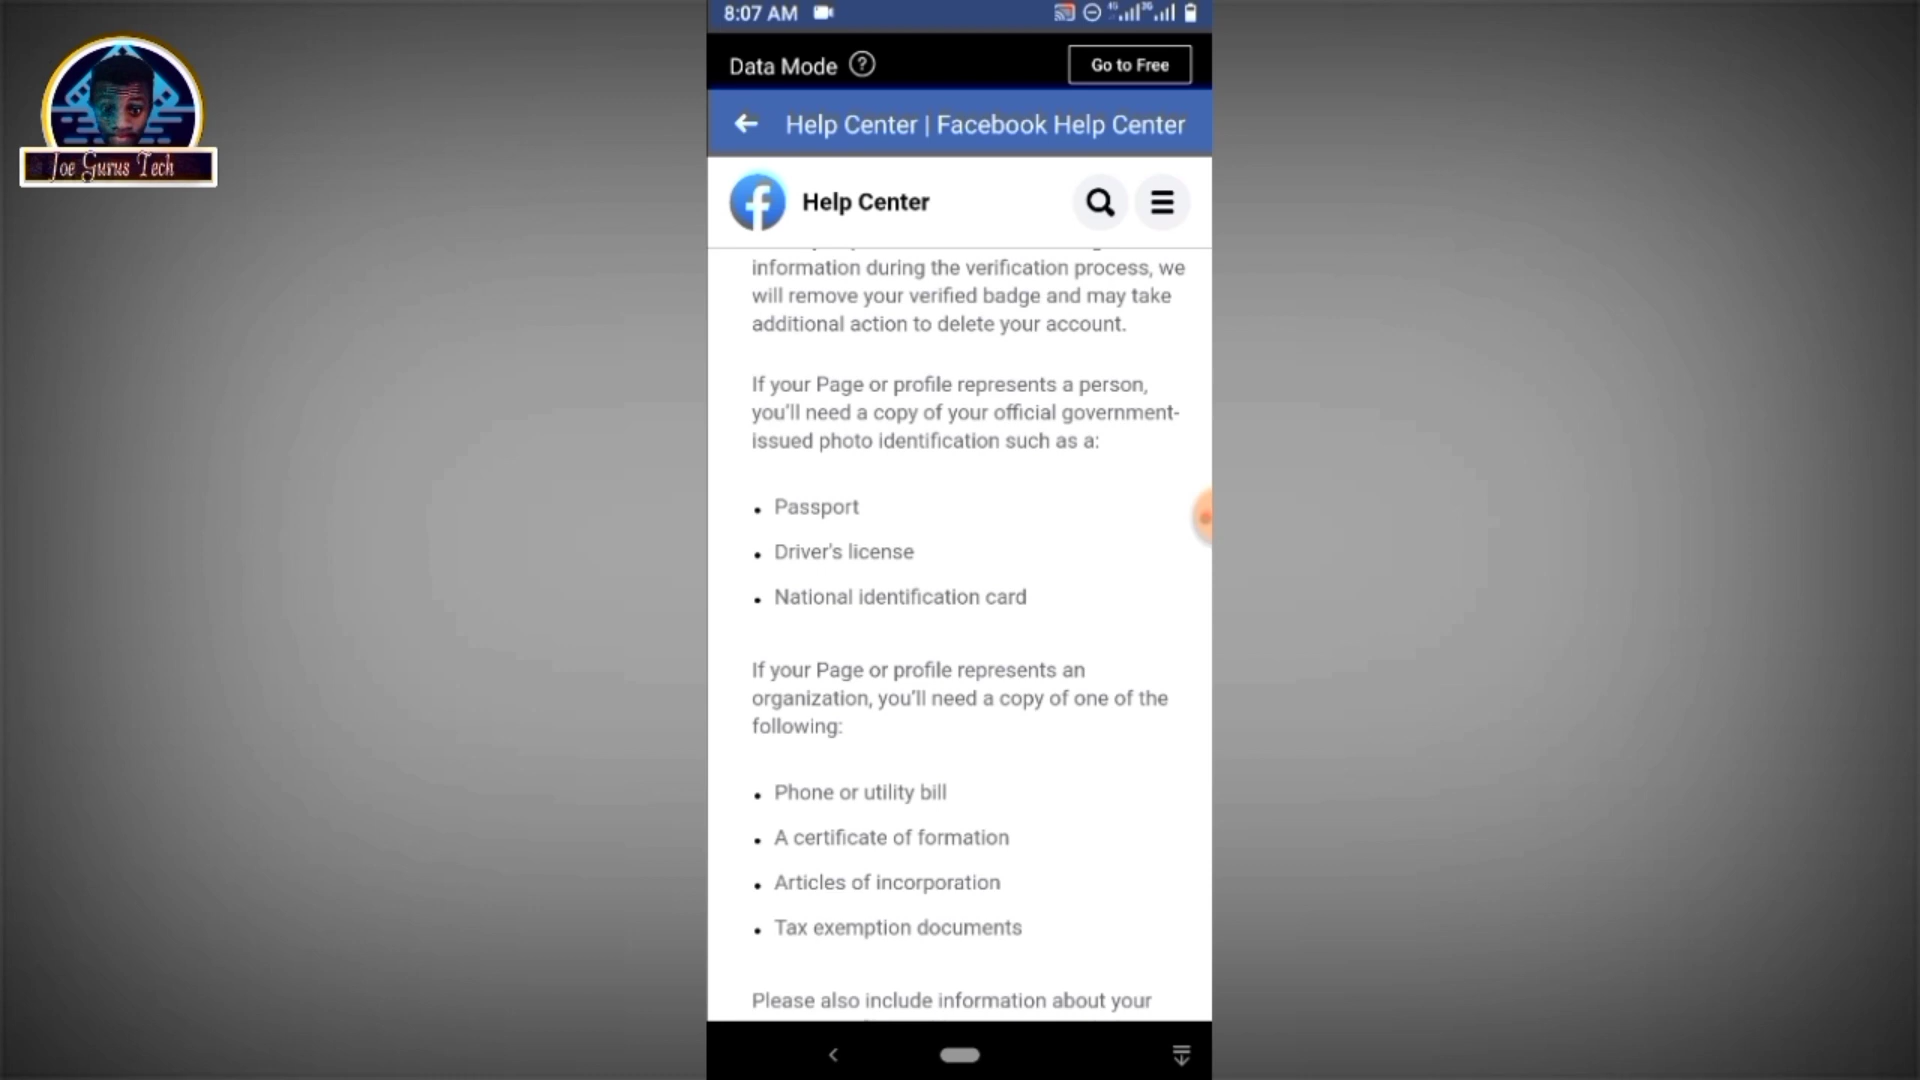 Joe Gurus Tech
8:07 AM
4G
3G
Data Mode ?
Go to Free
Help Center | Facebook Help Center
Help Center
information during the verification process, we
will remove your verified badge and may take
additional action to delete your account.
If your Page or profile represents a person,
you'll need a copy of your official government-
issued photo identification such as a:
• Passport
• Driver's license
• National identification card
If your Page or profile represents an
organization, you'll need a copy of one of the
following:
• Phone or utility bill
• A certificate of formation
• Articles of incorporation
• Tax exemption documents
Please also include information about your